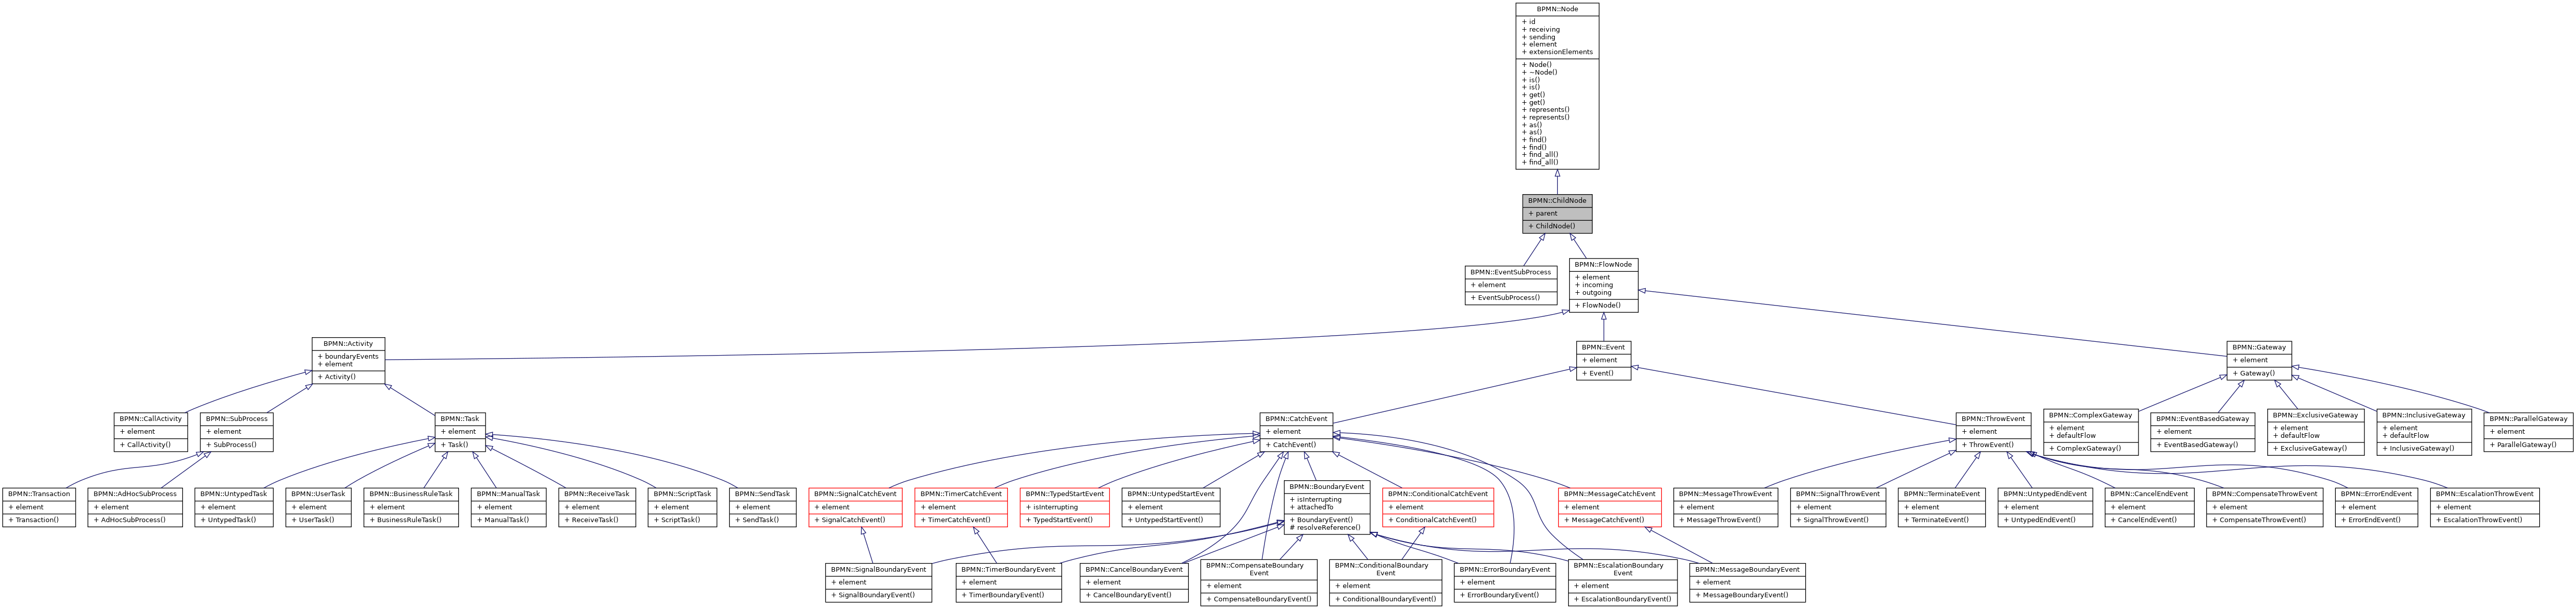 BPMN::Node
+ id
+ receiving
+ sending
+ element
+ extensionElements
+ Node()
+ ~Node()
+ is()
+ is()
+ get()
+ get()
+ represents()
+ represents()
+ as()
+ as()
+ find()
+ find()
+ find_all()
+ find_all()
BPMN::ChildNode
+ parent
+ ChildNode()
BPMN::EventSubProcess
+ element
+ EventSubProcess()
BPMN::FlowNode
+ element
+ incoming
+ outgoing
+ FlowNode()
BPMN::Activity
+ boundaryEvents
+ element
+ Activity()
BPMN::Event
+ element
+ Event()
BPMN::Gateway
+ element
+ Gateway()
BPMN::CallActivity
+ element
+ CallActivity()
BPMN::SubProcess
+ element
+ SubProcess()
BPMN::Task
+ element
+ Task()
BPMN::CatchEvent
+ element
+ CatchEvent()
BPMN::ThrowEvent
+ element
+ ThrowEvent()
BPMN::ComplexGateway
+ element
+ defaultFlow
+ ComplexGateway()
BPMN::EventBasedGateway
+ element
+ EventBasedGateway()
BPMN::ExclusiveGateway
+ element
+ defaultFlow
+ ExclusiveGateway()
BPMN::InclusiveGateway
+ element
+ defaultFlow
+ InclusiveGateway()
BPMN::ParallelGateway
+ element
+ ParallelGateway()
BPMN::Transaction
+ element
+ Transaction()
BPMN::AdHocSubProcess
+ element
+ AdHocSubProcess()
BPMN::UntypedTask
+ element
+ UntypedTask()
BPMN::UserTask
+ element
+ UserTask()
BPMN::BusinessRuleTask
+ element
+ BusinessRuleTask()
BPMN::ManualTask
+ element
+ ManualTask()
BPMN::ReceiveTask
+ element
+ ReceiveTask()
BPMN::ScriptTask
+ element
+ ScriptTask()
BPMN::SendTask
+ element
+ SendTask()
BPMN::SignalCatchEvent
+ element
+ SignalCatchEvent()
BPMN::TimerCatchEvent
+ element
+ TimerCatchEvent()
BPMN::TypedStartEvent
+ isInterrupting
+ TypedStartEvent()
BPMN::UntypedStartEvent
+ element
+ UntypedStartEvent()
BPMN::BoundaryEvent
+ isInterrupting
+ attachedTo
+ BoundaryEvent()
# resolveReference()
BPMN::ConditionalCatchEvent
+ element
+ ConditionalCatchEvent()
BPMN::MessageCatchEvent
+ element
+ MessageCatchEvent()
BPMN::MessageThrowEvent
+ element
+ MessageThrowEvent()
BPMN::SignalThrowEvent
+ element
+ SignalThrowEvent()
BPMN::TerminateEvent
+ element
+ TerminateEvent()
BPMN::UntypedEndEvent
+ element
+ UntypedEndEvent()
BPMN::CancelEndEvent
+ element
+ CancelEndEvent()
BPMN::CompensateThrowEvent
+ element
+ CompensateThrowEvent()
BPMN::ErrorEndEvent
+ element
+ ErrorEndEvent()
BPMN::EscalationThrowEvent
+ element
+ EscalationThrowEvent()
BPMN::SignalBoundaryEvent
+ element
+ SignalBoundaryEvent()
BPMN::TimerBoundaryEvent
+ element
+ TimerBoundaryEvent()
BPMN::CancelBoundaryEvent
+ element
+ CancelBoundaryEvent()
BPMN::CompensateBoundary
Event
+ element
+ CompensateBoundaryEvent()
BPMN::ConditionalBoundary
Event
+ element
+ ConditionalBoundaryEvent()
BPMN::ErrorBoundaryEvent
+ element
+ ErrorBoundaryEvent()
BPMN::EscalationBoundary
Event
+ element
+ EscalationBoundaryEvent()
BPMN::MessageBoundaryEvent
+ element
+ MessageBoundaryEvent()